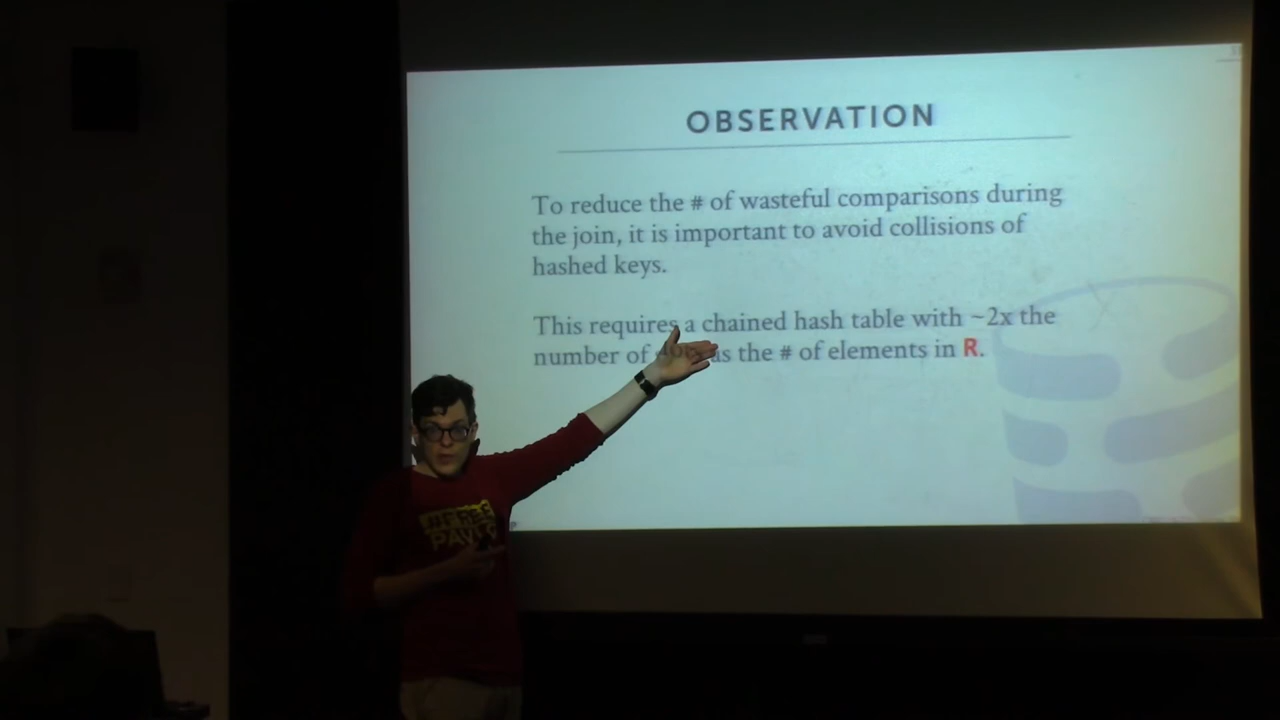 OBSERVATION
To reduce the # of wasteful comparisons during
the join, it is important to avoid collisions of
hashed keys.
This requires a chained hash table with ~2x the
number of as the # of elements in R.
#FREE